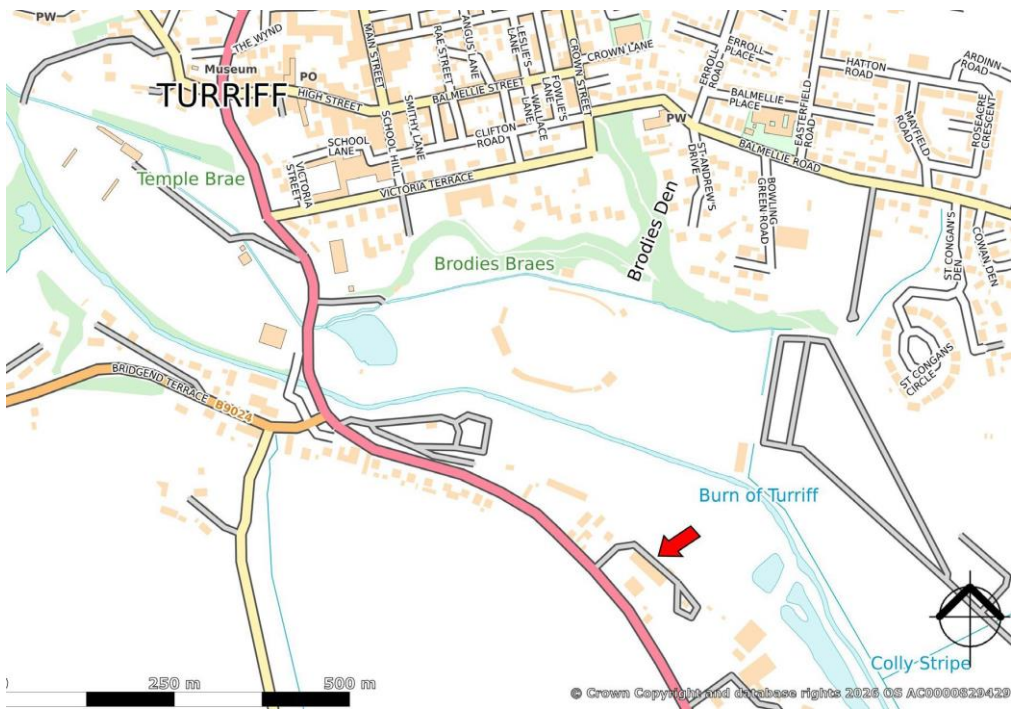 PW
THE WYND
Museum
PO
TURRIFF
HIGH STREET
MAIN STREET
RAE STREET
ANGUS LANE
LESLIE'S
LANE
CROWN STREET
CROWN LANE
BALMELLIE STREET
FOWLIE'S
LANE
WALLACE
LANE
SMITHY LANE
SCHOOL HILL
SCHOOL
LANE
CLIFTON
ROAD
VICTORIA
STREET
VICTORIA TERRACE
ERROLL
PLACE
ERROLL
ROAD
HATTON
ROAD
ARDINN
ROAD
BALMELLIE
PLACE
EASTERFIELD
ROAD
MAYFIELD
ROAD
ROSEACRE
CRESCENT
PW
BALMELLIE ROAD
ST ANDREW'S
DRIVE
BOWLING
GREEN ROAD
ST CONGAN'S
DEN
COWAN DEN
ST CONGANS
CIRCLE
Temple Brae
Brodies Braes
Brodies Den
BRIDGEND TERRACE
B9024
Burn of Turriff
Colly Stripe
0
250 m
500 m
© Crown Copyright and database rights 2026 OS AC0000829429